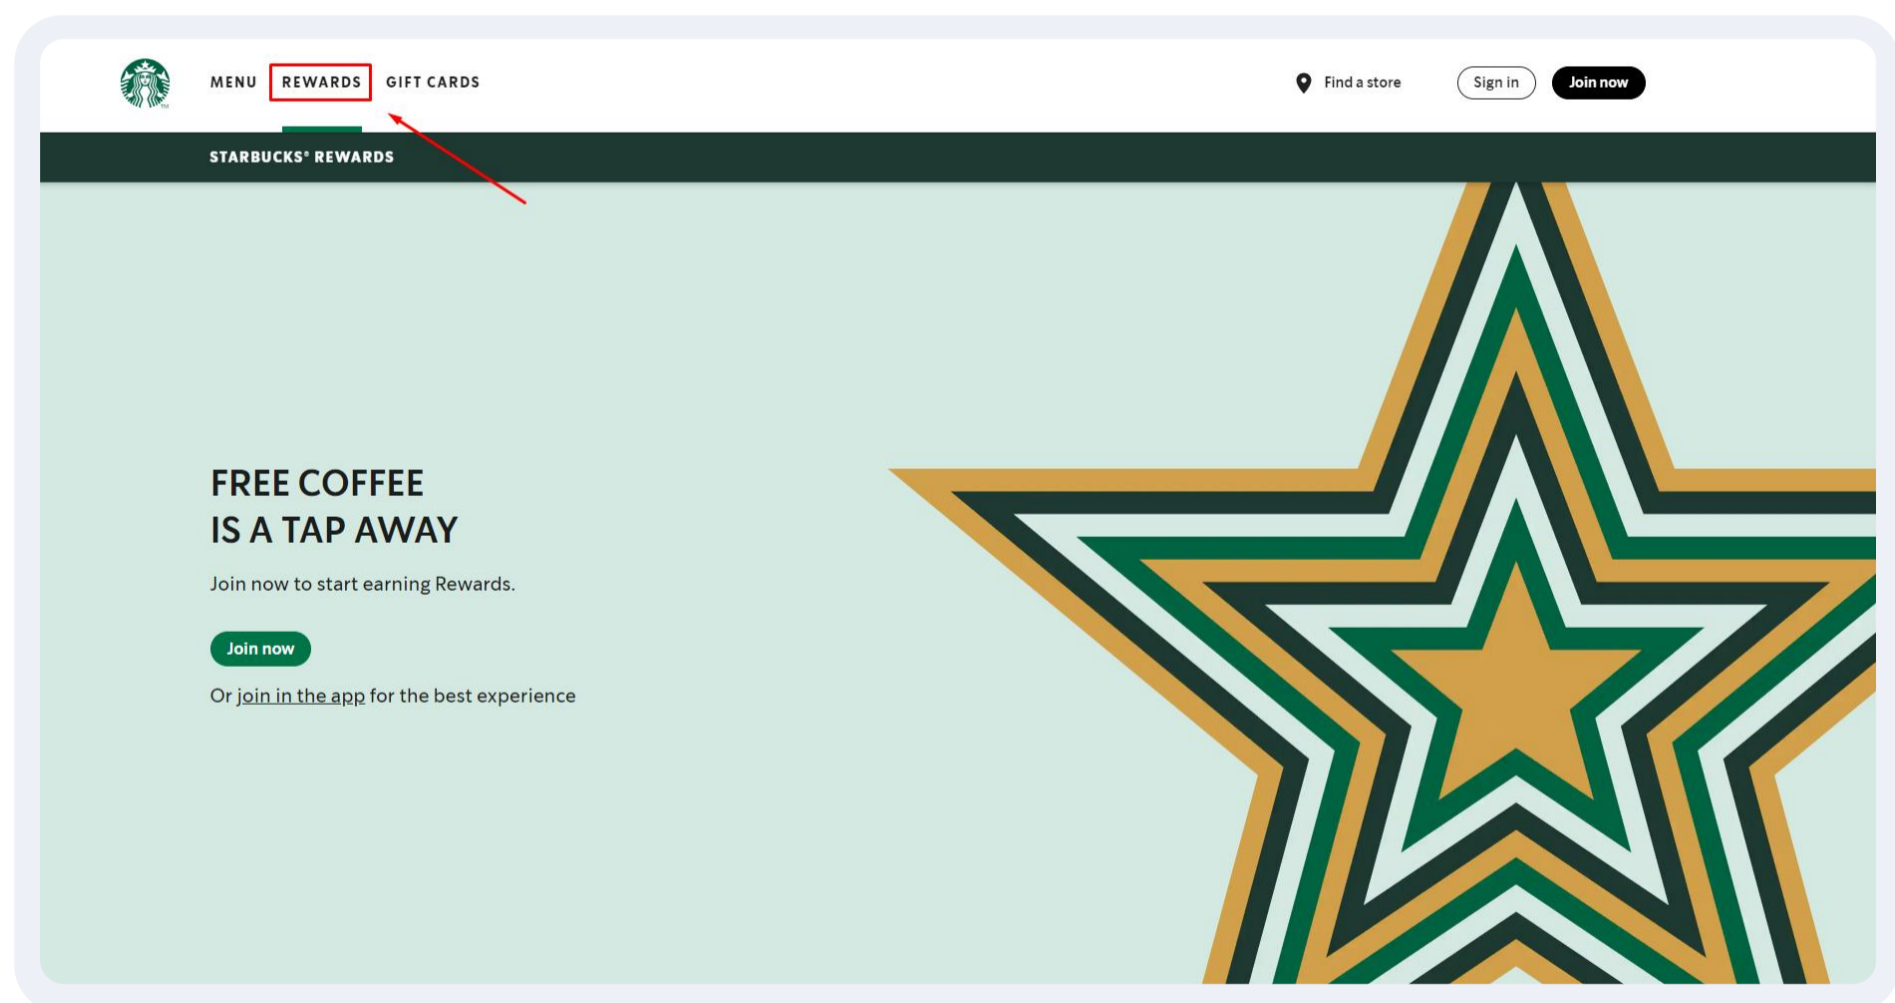 MENU REWARDS GIFT CARDS Find a store Sign in Join now
STARBUCKS® REWARDS
FREE COFFEE
IS A TAP AWAY
Join now to start earning Rewards.
Join now
Or join in the app for the best experience